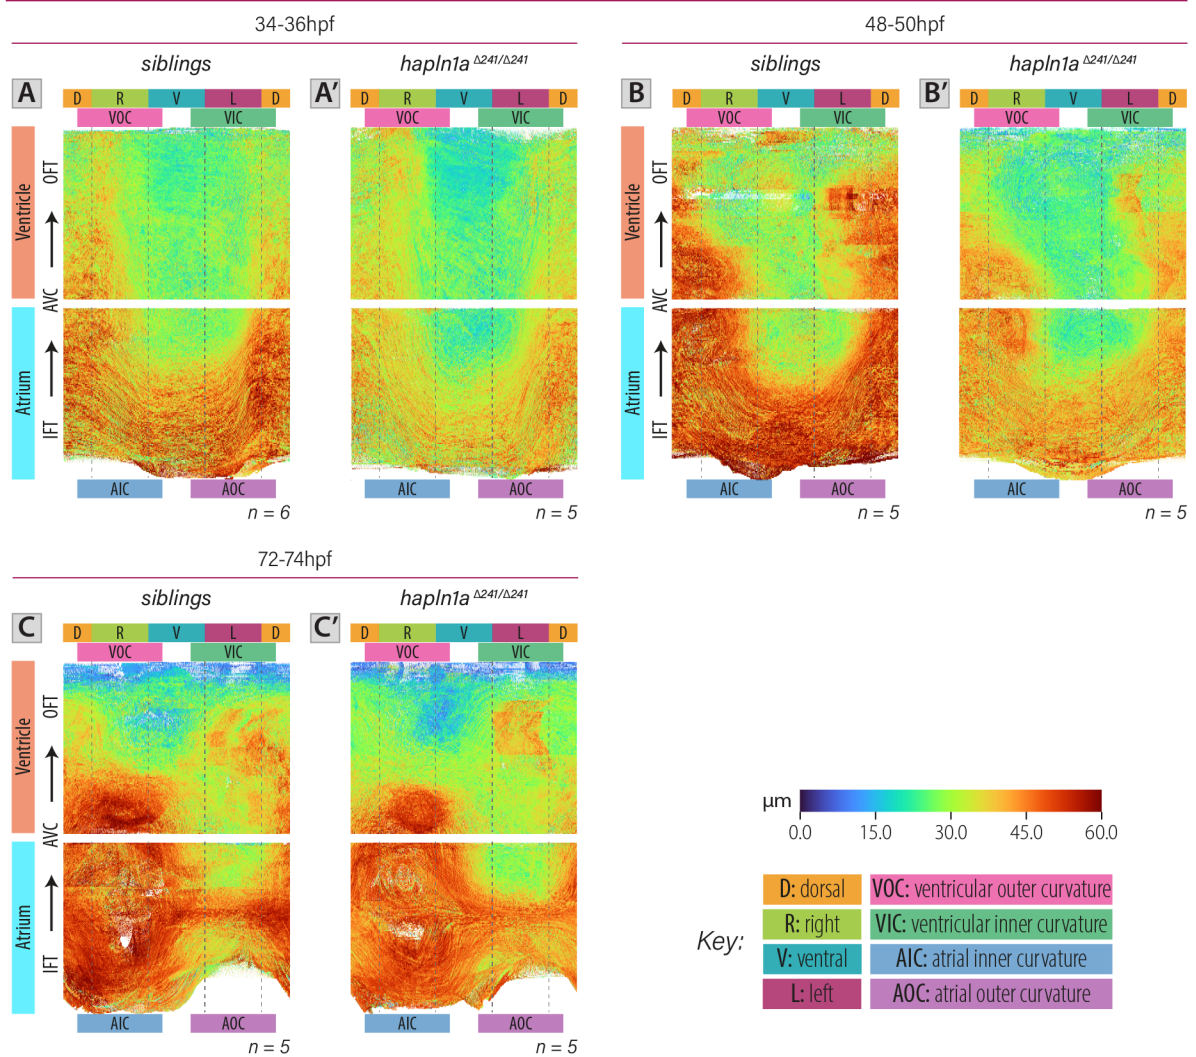 34-36hpf
siblings
hapln1a Δ241/Δ241
A
D R V L D
VOC VIC
A′
D R V L D
VOC VIC
Ventricle
OFT
AVC
Atrium
IFT
AIC AOC
n = 6
AIC AOC
n = 5
48-50hpf
siblings
hapln1a Δ241/Δ241
B
D R V L D
VOC VIC
B′
D R V L D
VOC VIC
Ventricle
OFT
AVC
Atrium
IFT
AIC AOC
n = 5
AIC AOC
n = 5
72-74hpf
siblings
hapln1a Δ241/Δ241
C
D R V L D
VOC VIC
C′
D R V L D
VOC VIC
Ventricle
OFT
AVC
Atrium
IFT
AIC AOC
n = 5
AIC AOC
n = 5
µm
0.0 15.0 30.0 45.0 60.0
Key:
D: dorsal VOC: ventricular outer curvature
R: right VIC: ventricular inner curvature
V: ventral AIC: atrial inner curvature
L: left AOC: atrial outer curvature